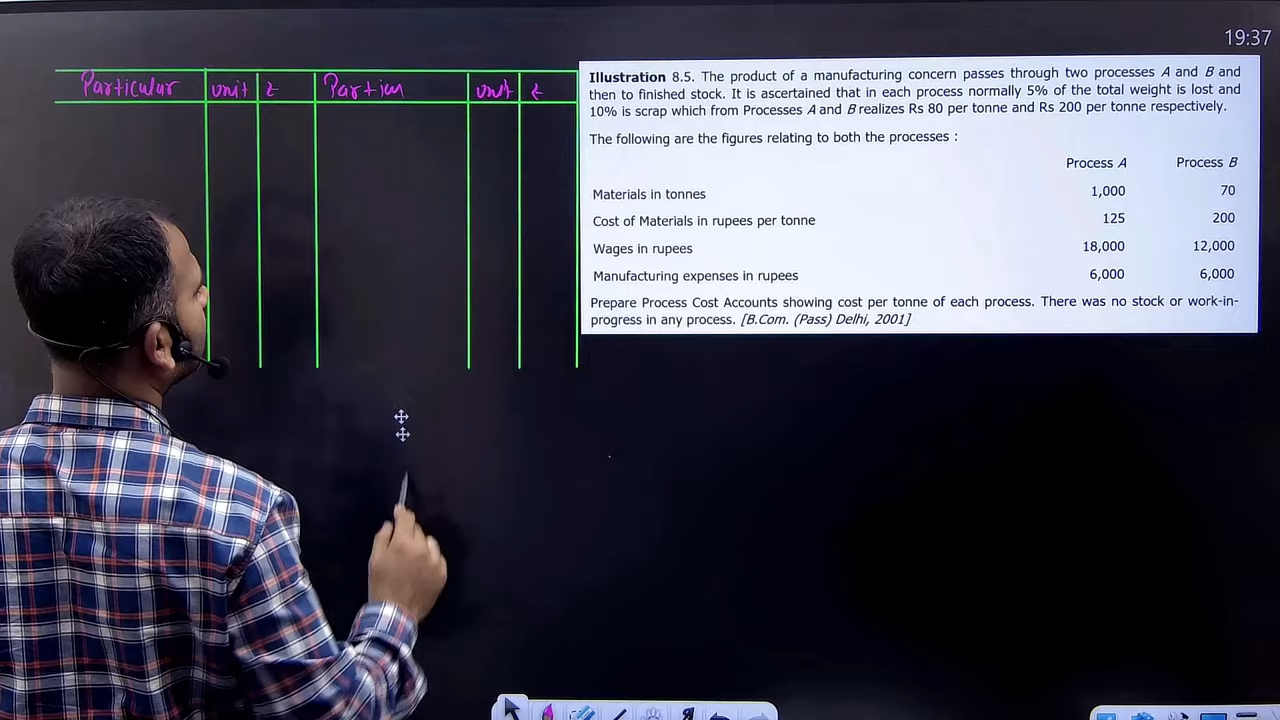 19:37
Particular unit ₹ Particu unit ₹
Illustration 8.5. The product of a manufacturing concern passes through two processes A and B and
then to finished stock. It is ascertained that in each process normally 5% of the total weight is lost and
10% is scrap which from Processes A and B realizes Rs 80 per tonne and Rs 200 per tonne respectively.
The following are the figures relating to both the processes :
Process A Process B
Materials in tonnes 1,000 70
Cost of Materials in rupees per tonne 125 200
Wages in rupees 18,000 12,000
Manufacturing expenses in rupees 6,000 6,000
Prepare Process Cost Accounts showing cost per tonne of each process. There was no stock or work-in-
progress in any process. [B.Com. (Pass) Delhi, 2001]